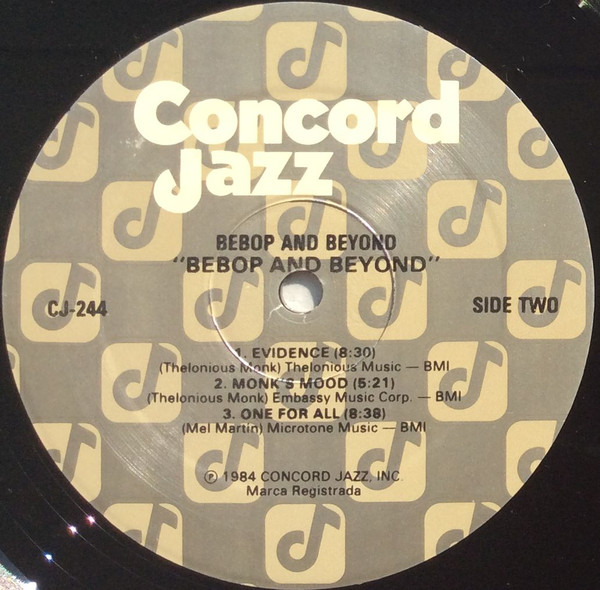 Concord
Jazz
BEBOP AND BEYOND
"BEBOP AND BEYOND"
CJ-244
SIDE TWO
1. EVIDENCE (8:30)
(Thelonious Monk) Thelonious Music — BMI
2. MONK'S MOOD (5:21)
(Thelonious Monk) Embassy Music Corp. — BMI
3. ONE FOR ALL (8:38)
(Mel Martin) Microtone Music — BMI
℗ 1984 CONCORD JAZZ, INC.
Marca Registrada